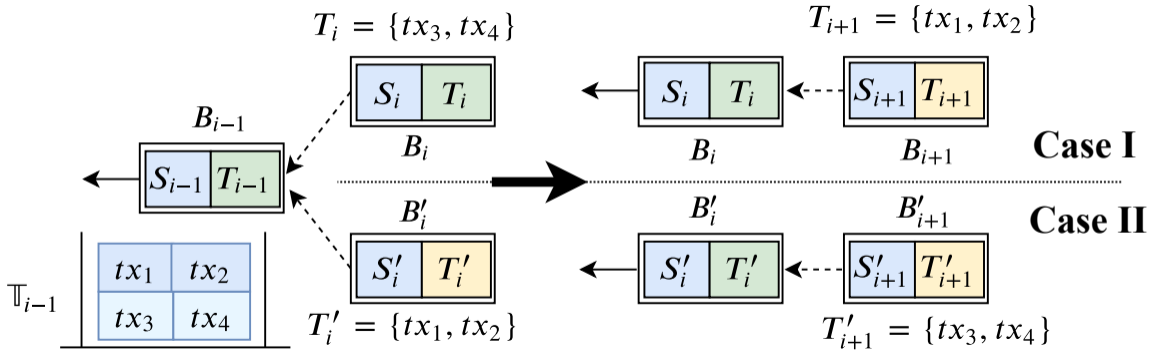 T_i = {tx_3, tx_4}
T_{i+1} = {tx_1, tx_2}
S_i T_i
S_i T_i
S_{i+1} T_{i+1}
B_{i−1}
B_i
B_i
B_{i+1}
Case I
S_{i−1} T_{i−1}
B′_i
B′_i
B′_{i+1}
Case II
tx_1 tx_2
S′_i T′_i
S′_i T′_i
S′_{i+1} T′_{i+1}
𝕋_{i−1}
tx_3 tx_4
T′_i = {tx_1, tx_2}
T′_{i+1} = {tx_3, tx_4}